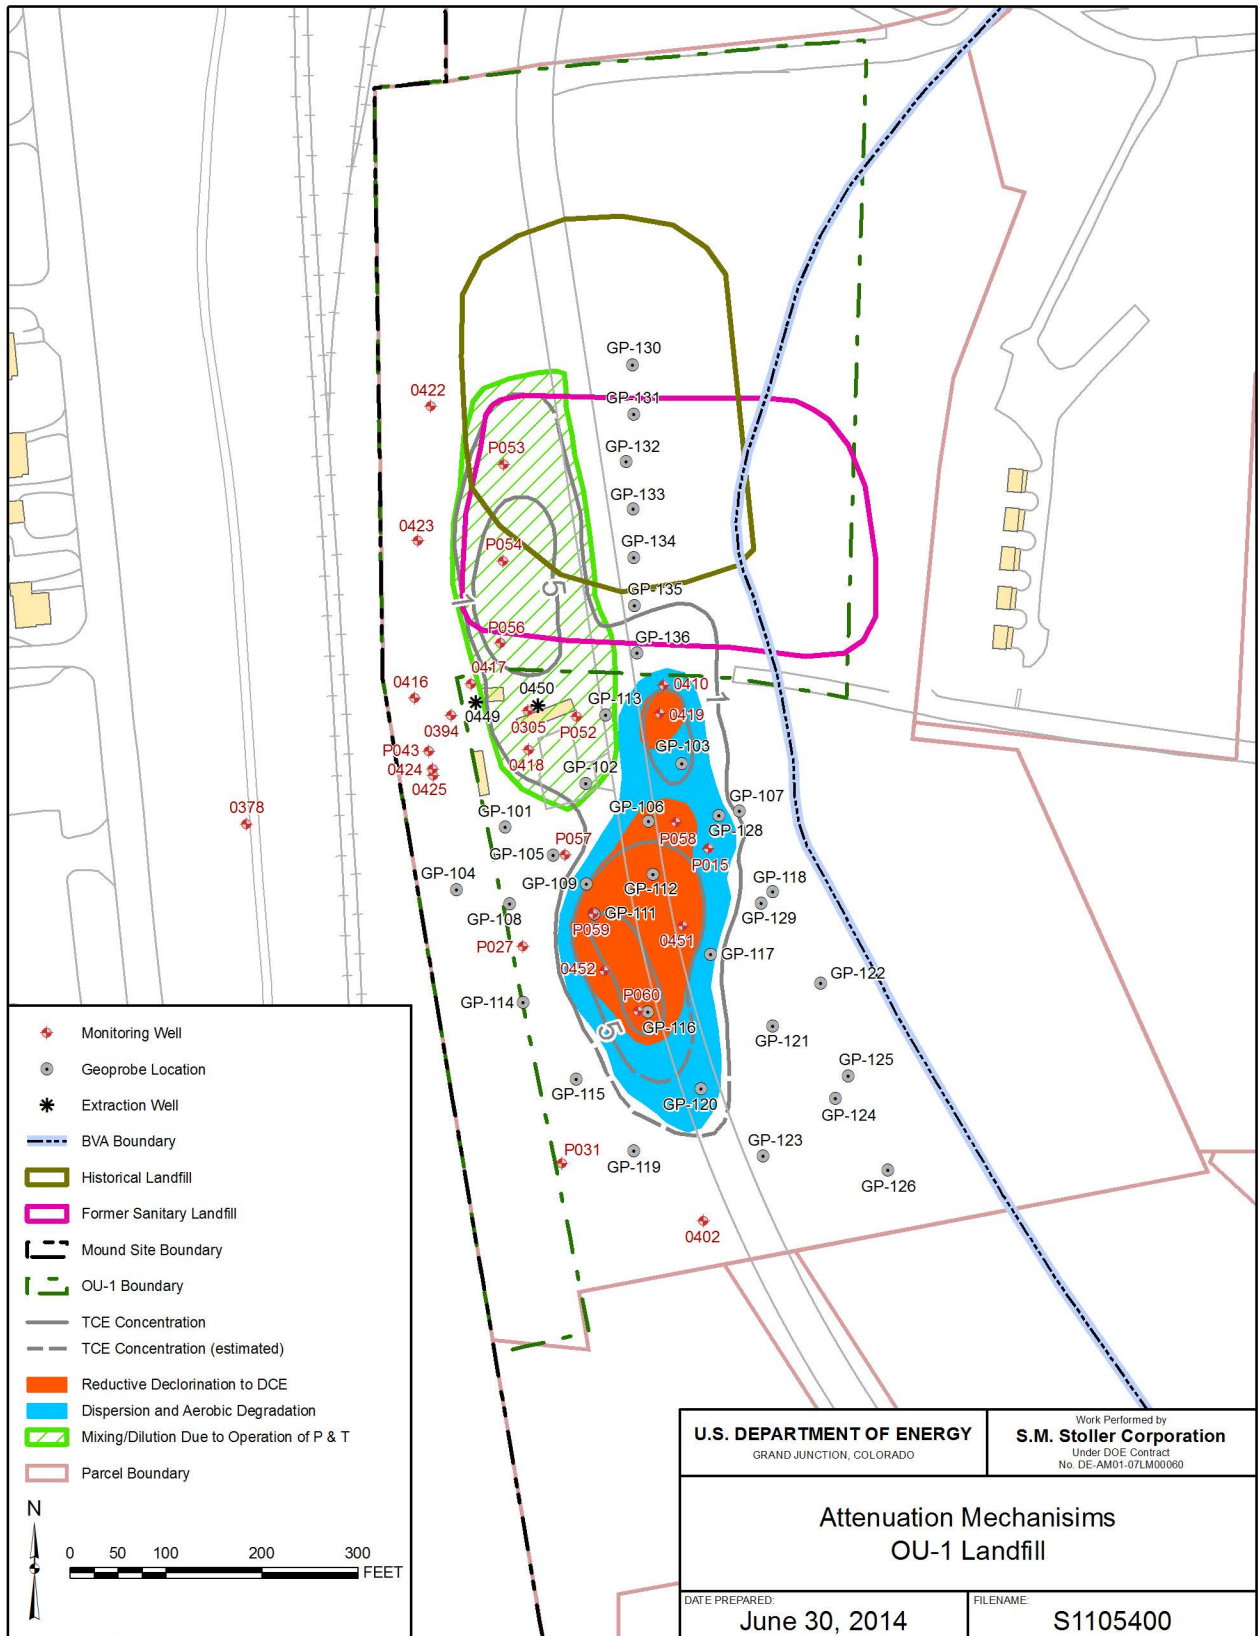 GP-130
0422
GP-131
P053
GP-132
GP-133
0423
P054
GP-134
5
GP-135
1
P056
GP-136
0417
0416
0450
GP-113
0410
1
0449
0305
P052
0419
0394
P043
0418
GP-103
0424
GP-102
0425
0378
GP-101
GP-106
GP-107
P058
GP-128
P057
GP-105
P015
GP-104
GP-109
GP-112
GP-118
GP-108
GP-111
GP-129
P059
0451
P027
GP-117
0452
GP-122
GP-114
P060
5
GP-116
GP-121
GP-125
GP-115
GP-120
GP-124
P031
GP-123
GP-119
GP-126
0402
Monitoring Well
Geoprobe Location
Extraction Well
BVA Boundary
Historical Landfill
Former Sanitary Landfill
Mound Site Boundary
OU-1 Boundary
TCE Concentration
TCE Concentration (estimated)
Reductive Declorination to DCE
Dispersion and Aerobic Degradation
Mixing/Dilution Due to Operation of P & T
Parcel Boundary
N
0 50 100 200 300
FEET
U.S. DEPARTMENT OF ENERGY
GRAND JUNCTION, COLORADO
Work Performed by
S.M. Stoller Corporation
Under DOE Contract
No. DE-AM01-07LM00060
Attenuation Mechanisims
OU-1 Landfill
DATE PREPARED:
June 30, 2014
FILENAME:
S1105400